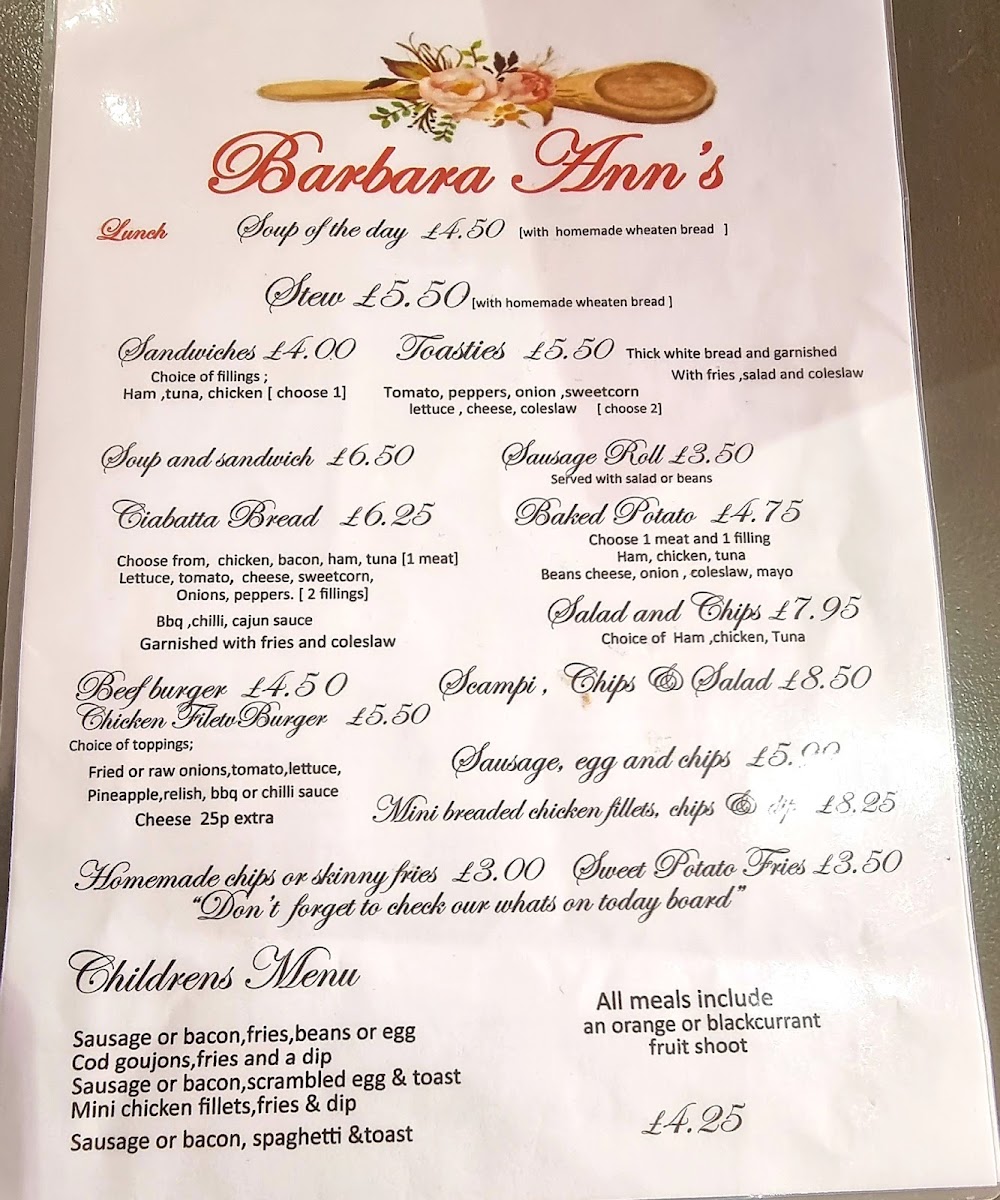 Barbara Ann's
Lunch Soup of the day £4.50 [with homemade wheaten bread ]
Stew £5.50 [with homemade wheaten bread ]
Sandwiches £4.00
Choice of fillings ;
Ham ,tuna, chicken [ choose 1]
Toasties £5.50 Thick white bread and garnished
With fries ,salad and coleslaw
Tomato, peppers, onion ,sweetcorn
lettuce , cheese, coleslaw [ choose 2]
Soup and sandwich £6.50
Sausage Roll £3.50
Served with salad or beans
Ciabatta Bread £6.25
Choose from, chicken, bacon, ham, tuna [1 meat]
Lettuce, tomato, cheese, sweetcorn,
Onions, peppers. [ 2 fillings]
Bbq ,chilli, cajun sauce
Garnished with fries and coleslaw
Baked Potato £4.75
Choose 1 meat and 1 filling
Ham, chicken, tuna
Beans cheese, onion , coleslaw, mayo
Salad and Chips £7.95
Choice of Ham ,chicken, Tuna
Beef burger £4.50
Chicken Filet Burger £5.50
Choice of toppings;
Fried or raw onions,tomato,lettuce,
Pineapple,relish, bbq or chilli sauce
Cheese 25p extra
Scampi , Chips & Salad £8.50
Sausage, egg and chips
Mini breaded chicken fillets, chips & dip £8.25
Homemade chips or skinny fries £3.00 Sweet Potato Fries £3.50
"Don't forget to check our whats on today board"
Childrens Menu
Sausage or bacon,fries,beans or egg
Cod goujons,fries and a dip
Sausage or bacon,scrambled egg & toast
Mini chicken fillets,fries & dip
Sausage or bacon, spaghetti &toast
All meals include
an orange or blackcurrant
fruit shoot
£4.25